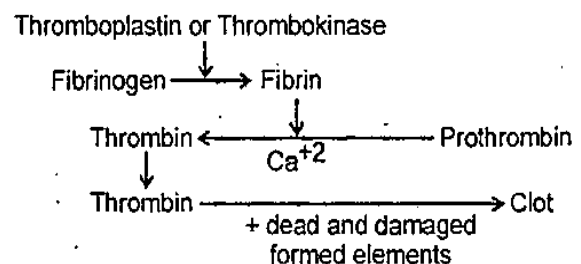 Thromboplastin or Thrombokinase
Fibrinogen Fibrin
Thrombin Prothrombin
Ca+2
Thrombin Clot
+ dead and damaged
formed elements